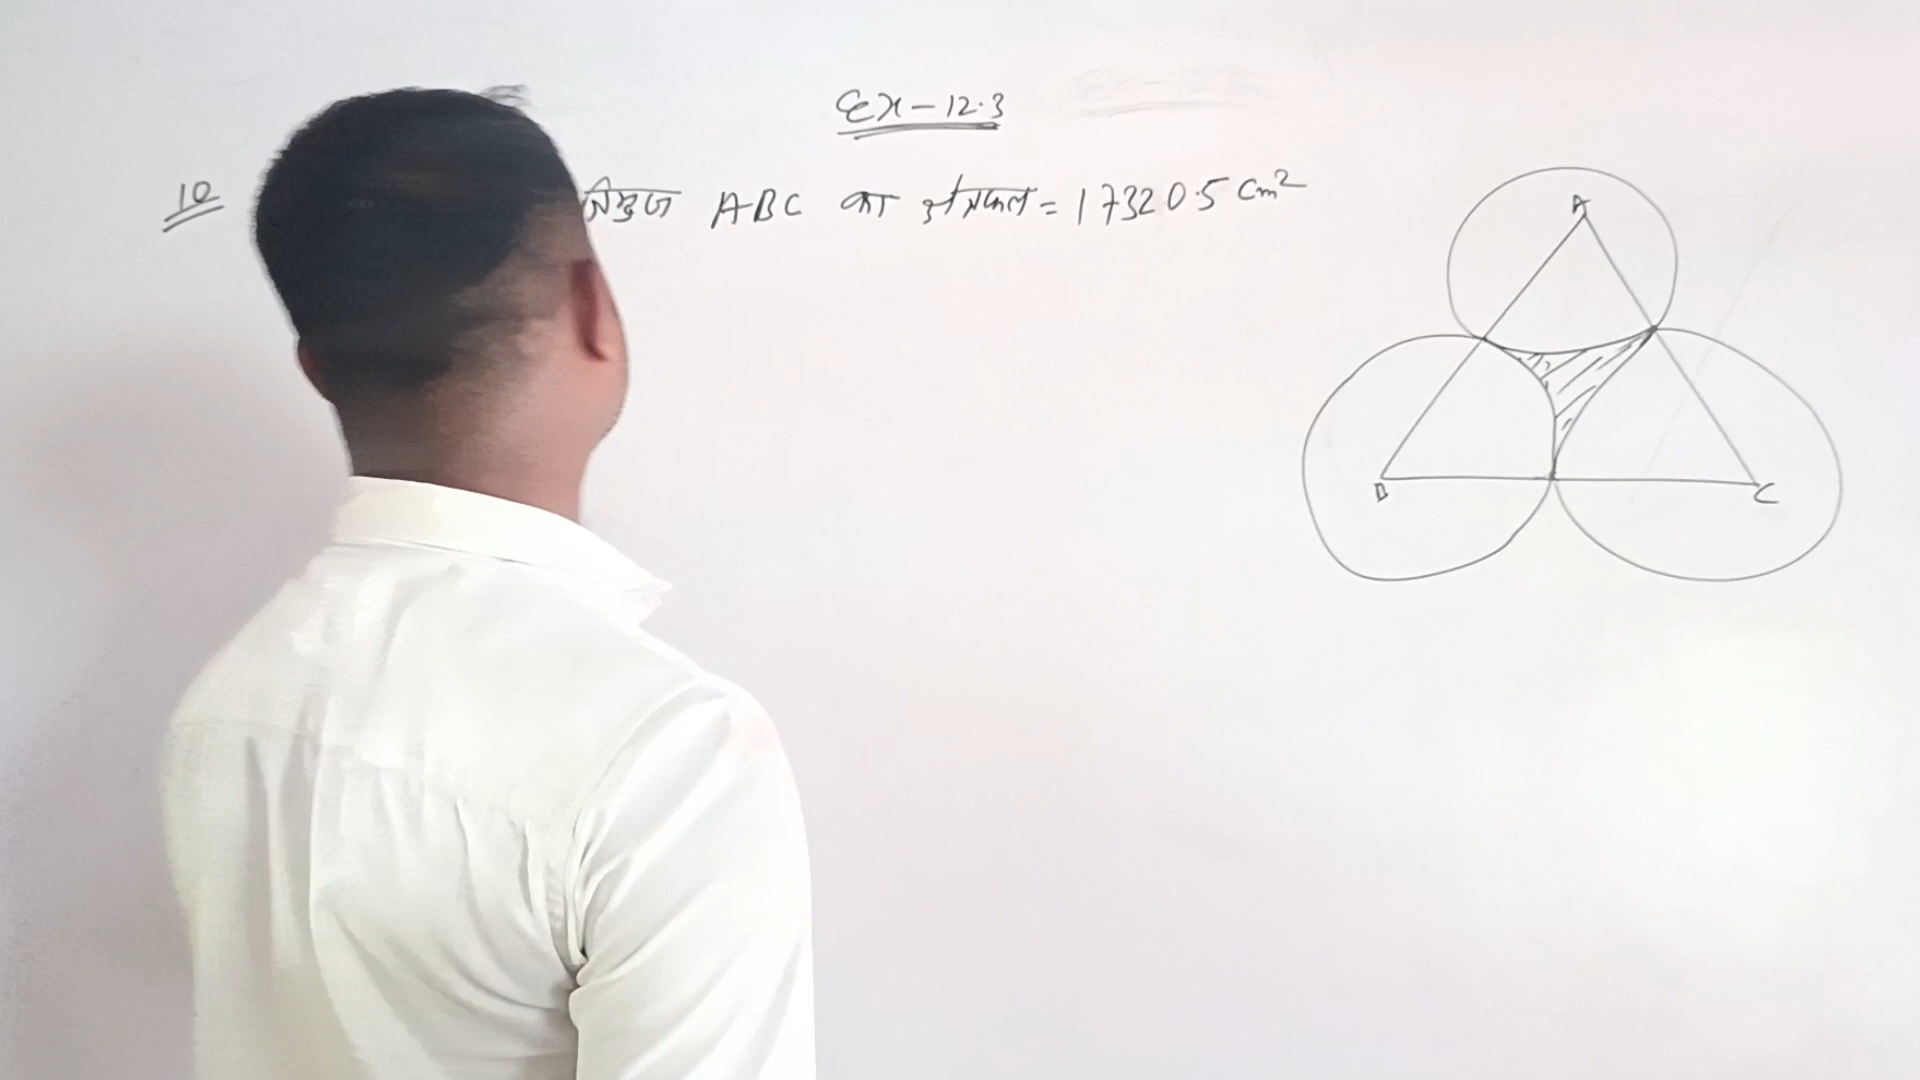 Ex - 12.3
10
त्रिभुज ABC का क्षेत्रफल = 17320.5 cm²
A
B
C